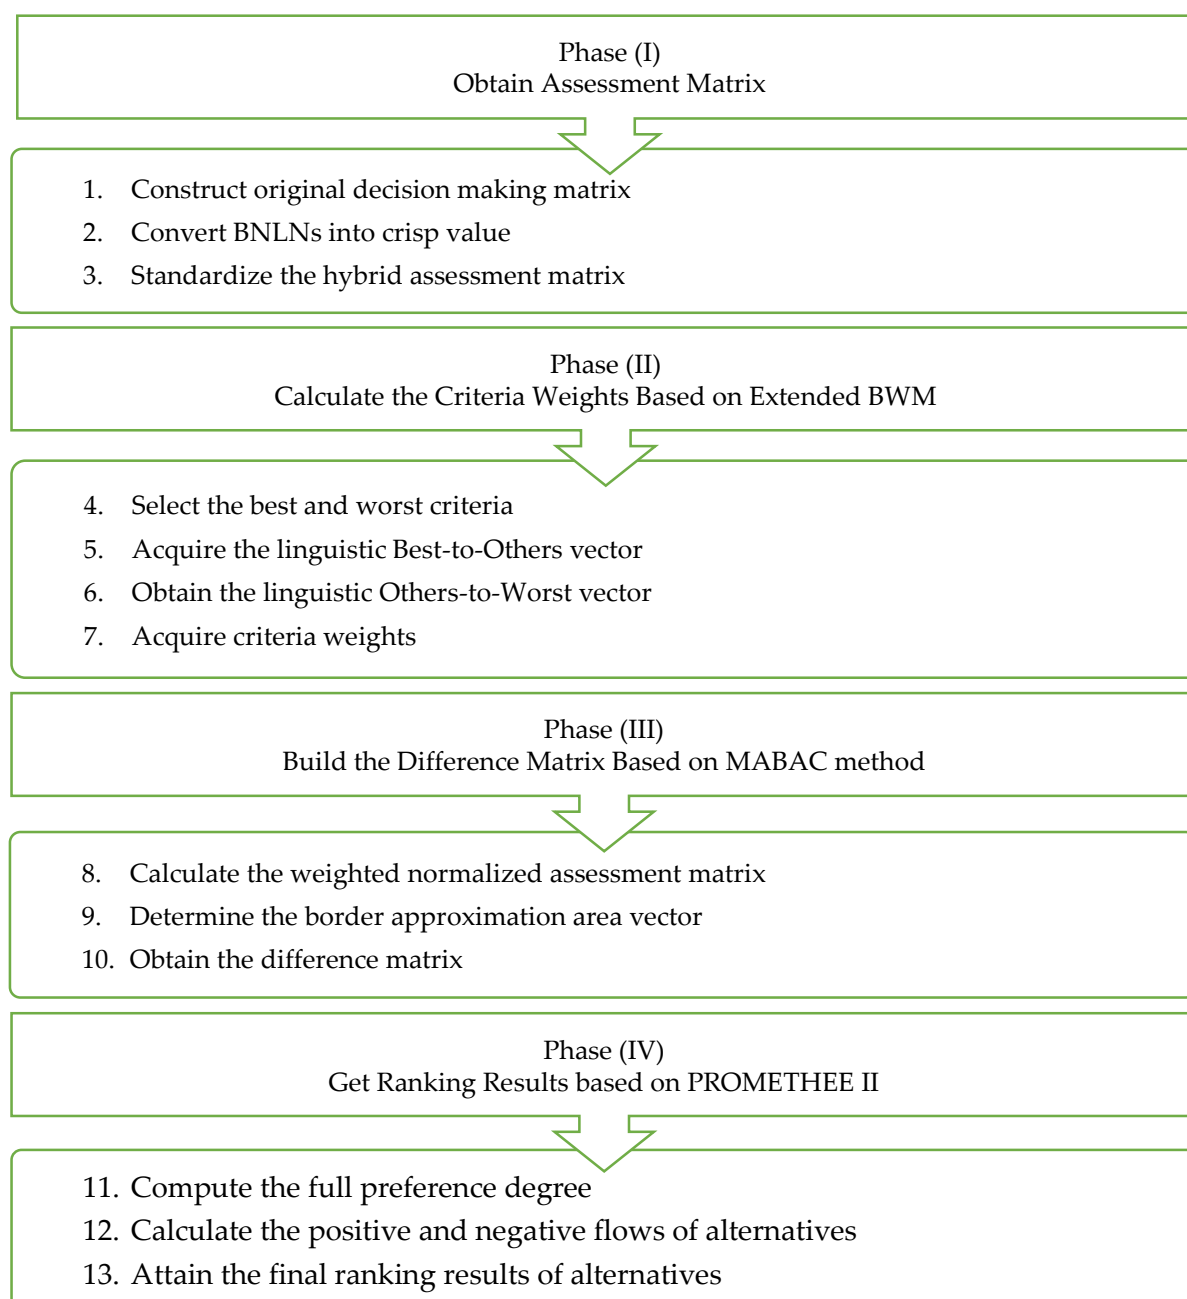 Phase (I)
Obtain Assessment Matrix
1. Construct original decision making matrix
2. Convert BNLNs into crisp value
3. Standardize the hybrid assessment matrix
Phase (II)
Calculate the Criteria Weights Based on Extended BWM
4. Select the best and worst criteria
5. Acquire the linguistic Best-to-Others vector
6. Obtain the linguistic Others-to-Worst vector
7. Acquire criteria weights
Phase (III)
Build the Difference Matrix Based on MABAC method
8. Calculate the weighted normalized assessment matrix
9. Determine the border approximation area vector
10. Obtain the difference matrix
Phase (IV)
Get Ranking Results based on PROMETHEE II
11. Compute the full preference degree
12. Calculate the positive and negative flows of alternatives
13. Attain the final ranking results of alternatives